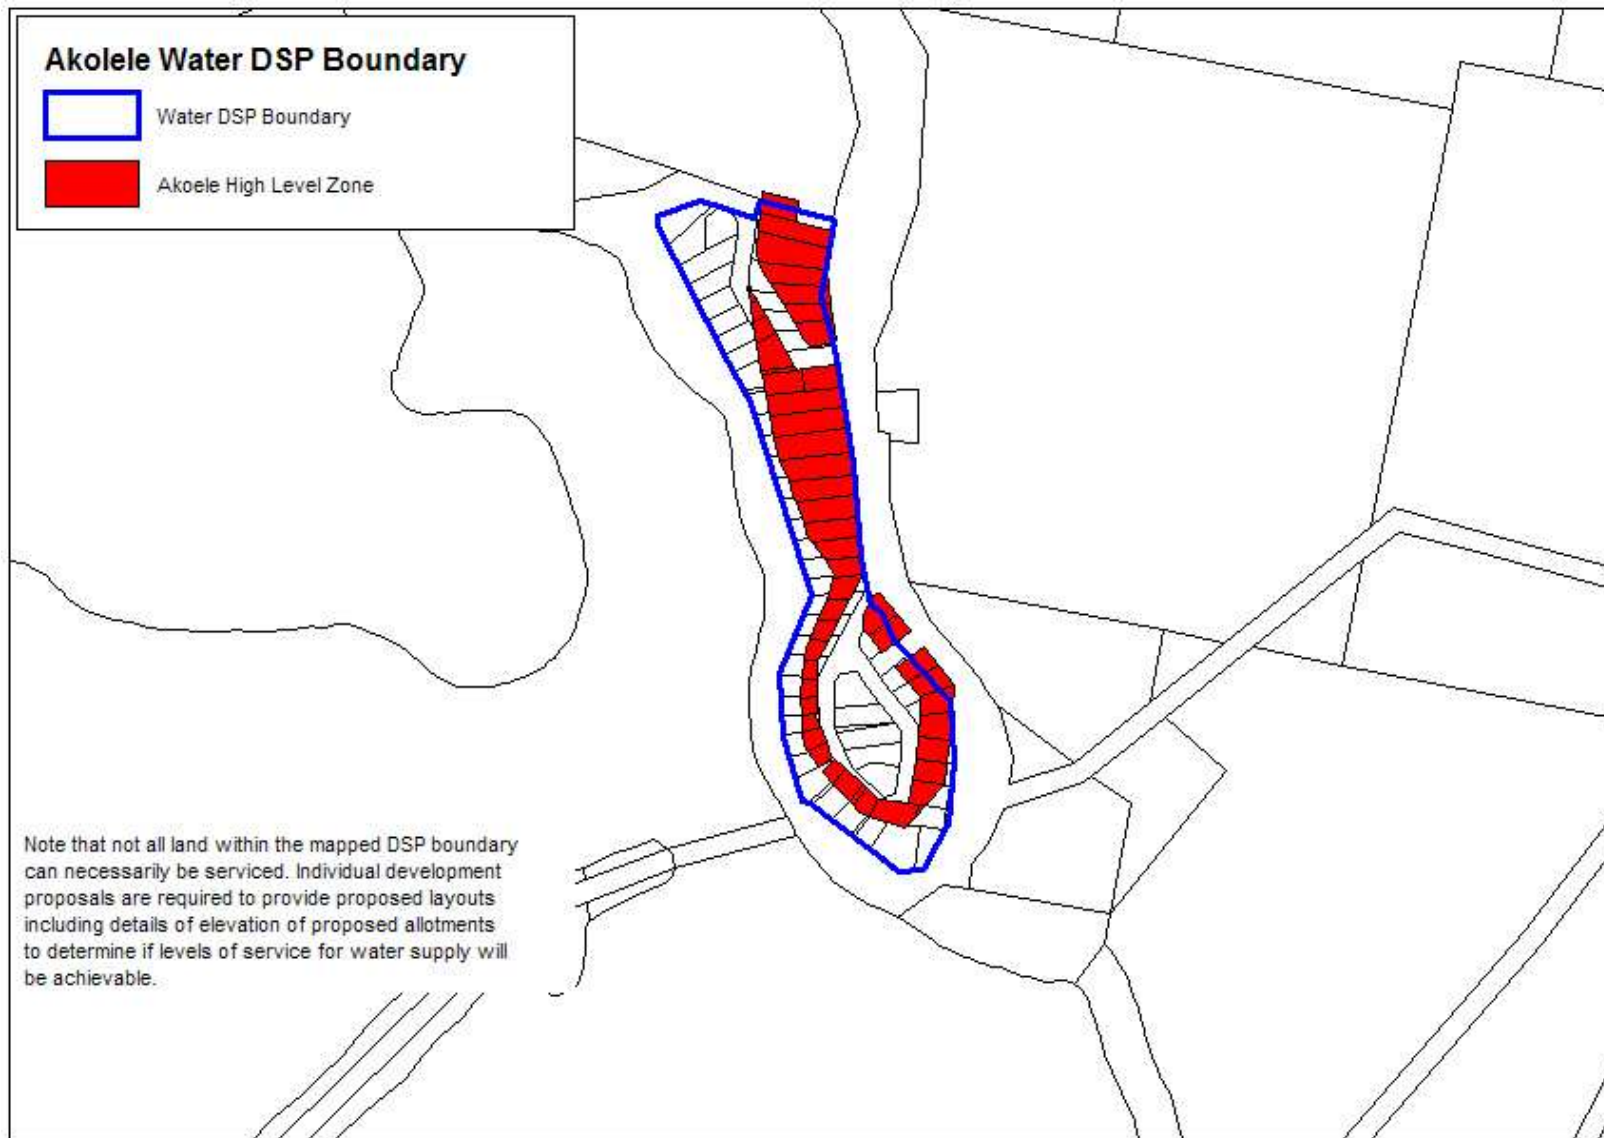 Akolele Water DSP Boundary
Water DSP Boundary
Akoele High Level Zone
Note that not all land within the mapped DSP boundary
can necessarily be serviced. Individual development
proposals are required to provide proposed layouts
including details of elevation of proposed allotments
to determine if levels of service for water supply will
be achievable.